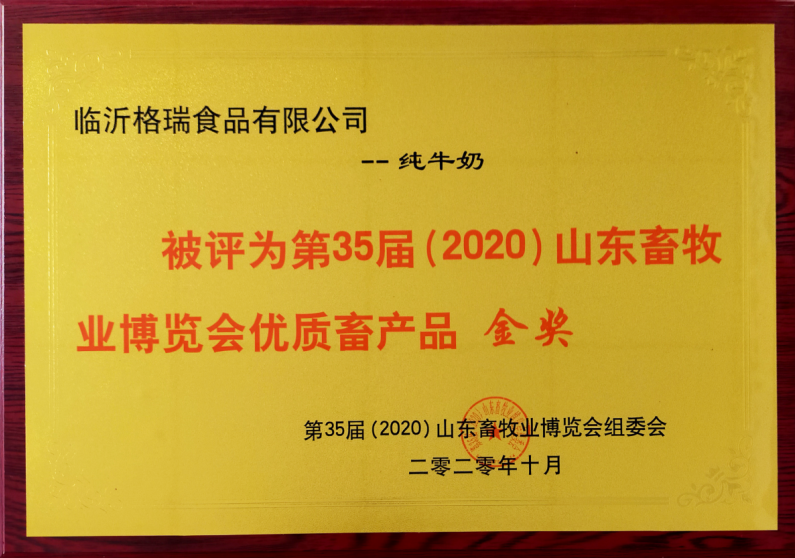 临沂格瑞食品有限公司
--纯牛奶
被评为第35届(2020)山东畜牧
业博览会优质畜产品 金奖
第35届(2020)山东畜牧业博览会组委会
二零二零年十月